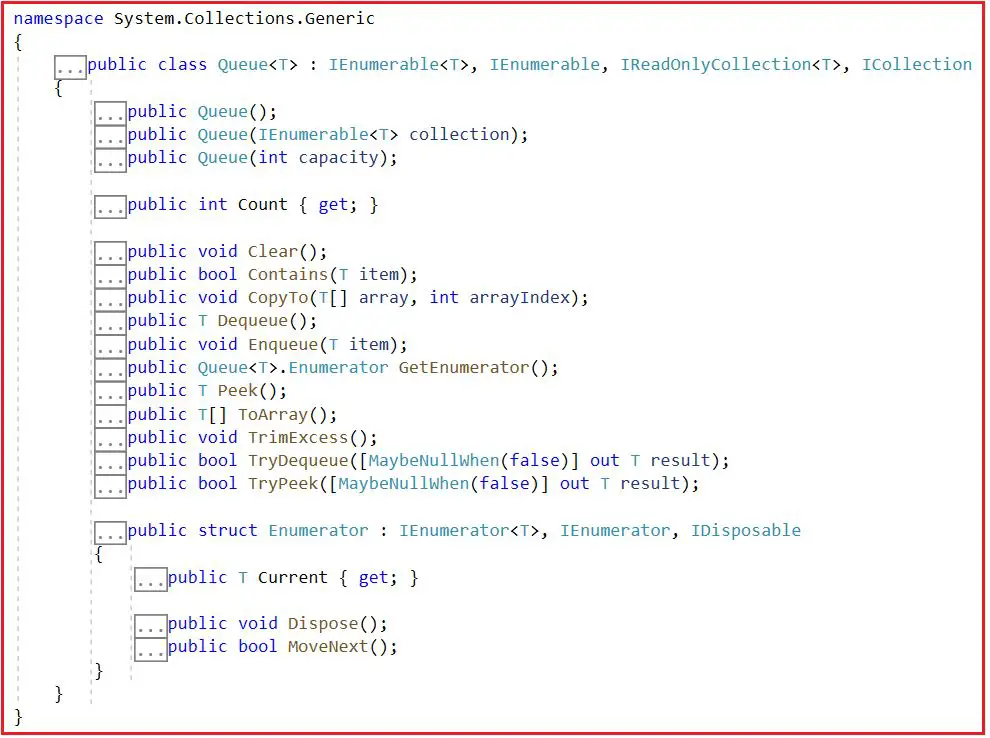 namespace System.Collections.Generic
{
...public class Queue<T> : IEnumerable<T>, IEnumerable, IReadOnlyCollection<T>, ICollection
{
...public Queue();
...public Queue(IEnumerable<T> collection);
...public Queue(int capacity);
...public int Count { get; }
...public void Clear();
...public bool Contains(T item);
...public void CopyTo(T[] array, int arrayIndex);
...public T Dequeue();
...public void Enqueue(T item);
...public Queue<T>.Enumerator GetEnumerator();
...public T Peek();
...public T[] ToArray();
...public void TrimExcess();
...public bool TryDequeue([MaybeNullWhen(false)] out T result);
...public bool TryPeek([MaybeNullWhen(false)] out T result);
...public struct Enumerator : IEnumerator<T>, IEnumerator, IDisposable
{
...public T Current { get; }
...public void Dispose();
...public bool MoveNext();
}
}
}